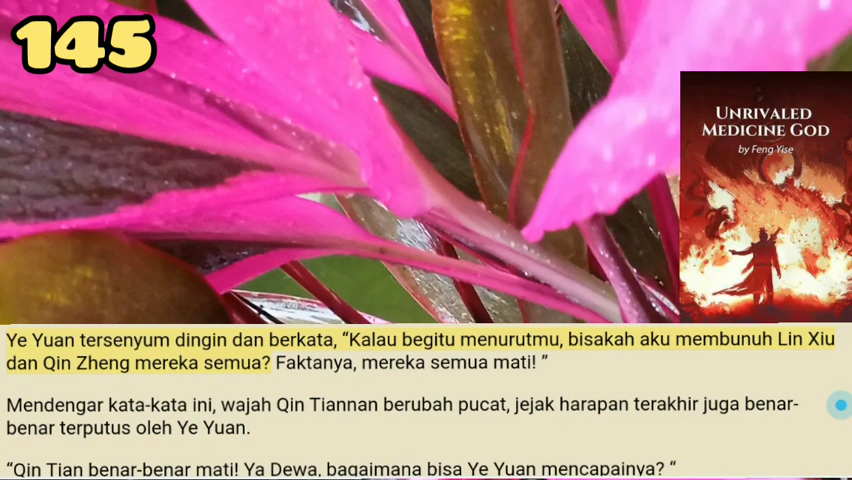 145
UNRIVALED
MEDICINE GOD
by Feng Yise
Ye Yuan tersenyum dingin dan berkata, “Kalau begitu menurutmu, bisakah aku membunuh Lin Xiu
dan Qin Zheng mereka semua? Faktanya, mereka semua mati! ”
Mendengar kata-kata ini, wajah Qin Tiannan berubah pucat, jejak harapan terakhir juga benar-
benar terputus oleh Ye Yuan.
“Qin Tian benar-benar mati! Ya Dewa, bagaimana bisa Ye Yuan mencapainya? “